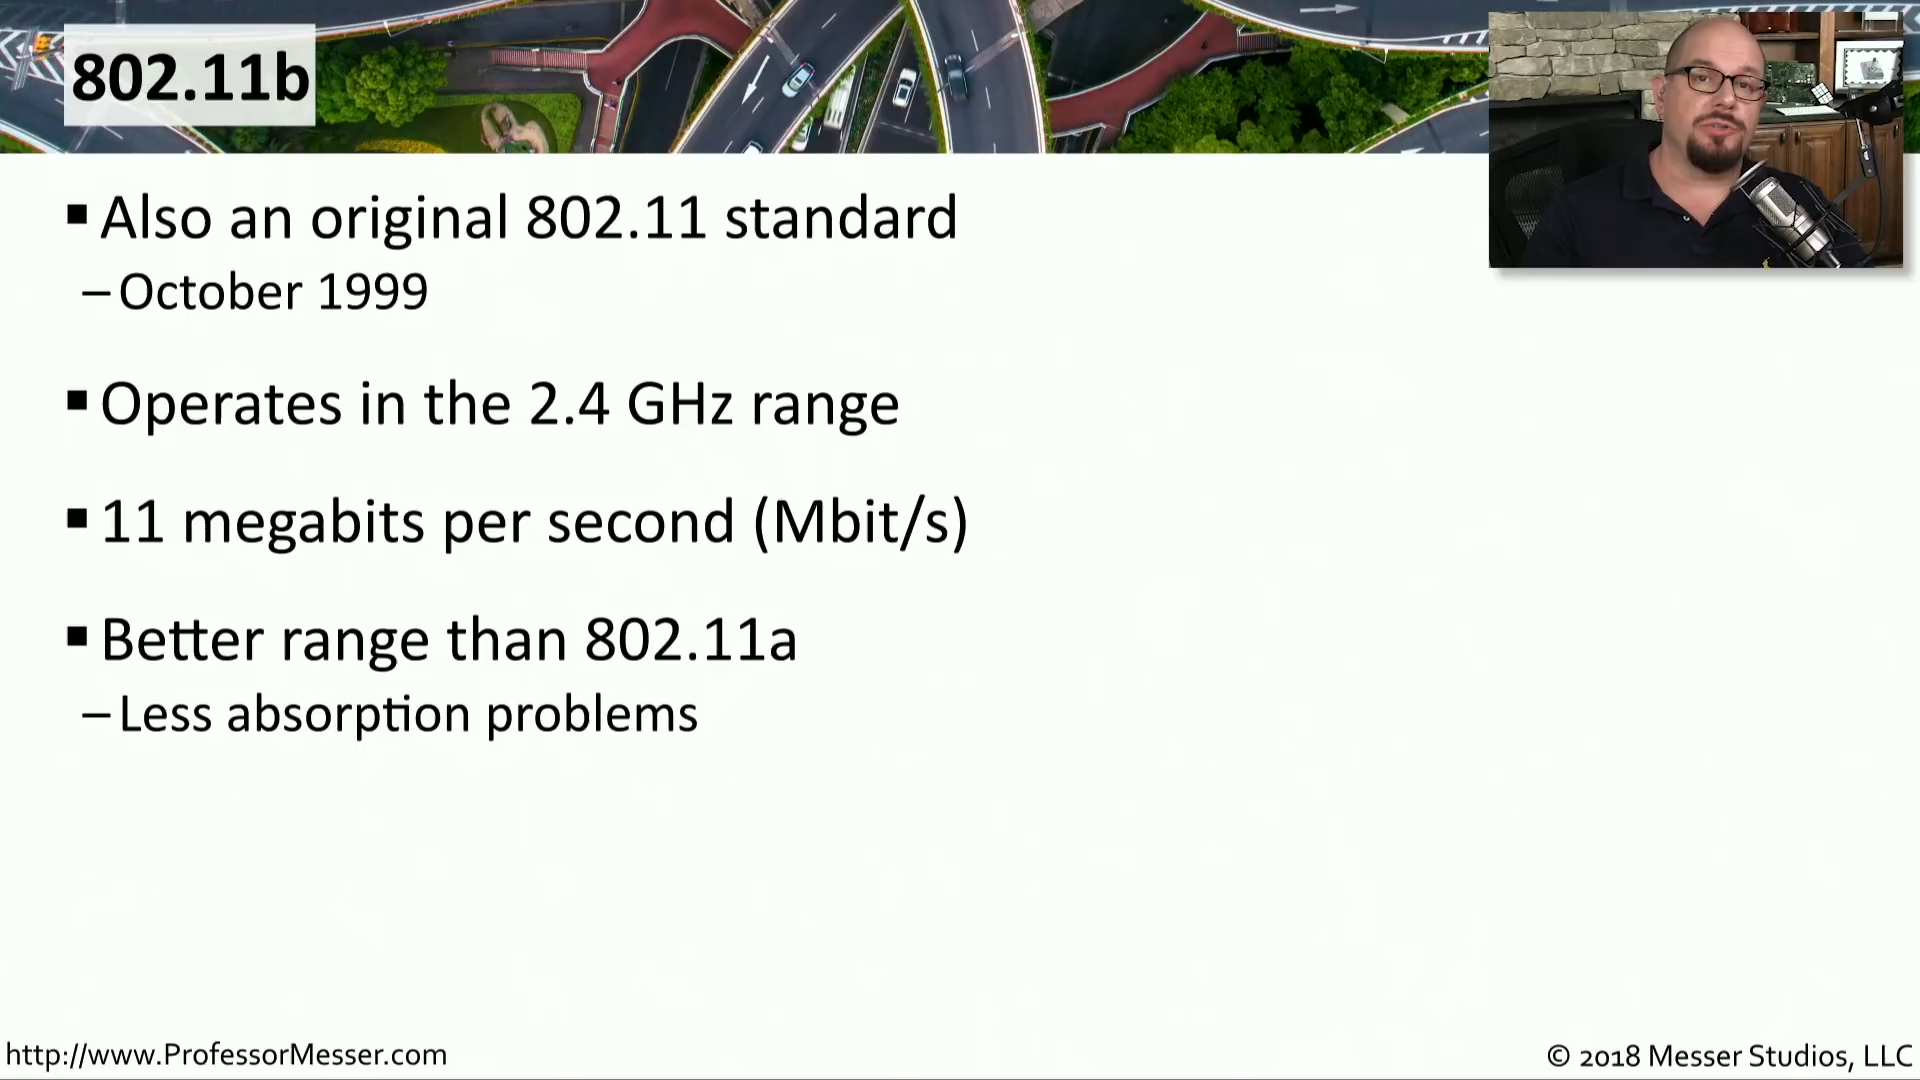 802.11b
▪ Also an original 802.11 standard
– October 1999
▪ Operates in the 2.4 GHz range
▪ 11 megabits per second (Mbit/s)
▪ Better range than 802.11a
– Less absorption problems
http://www.ProfessorMesser.com
© 2018 Messer Studios, LLC